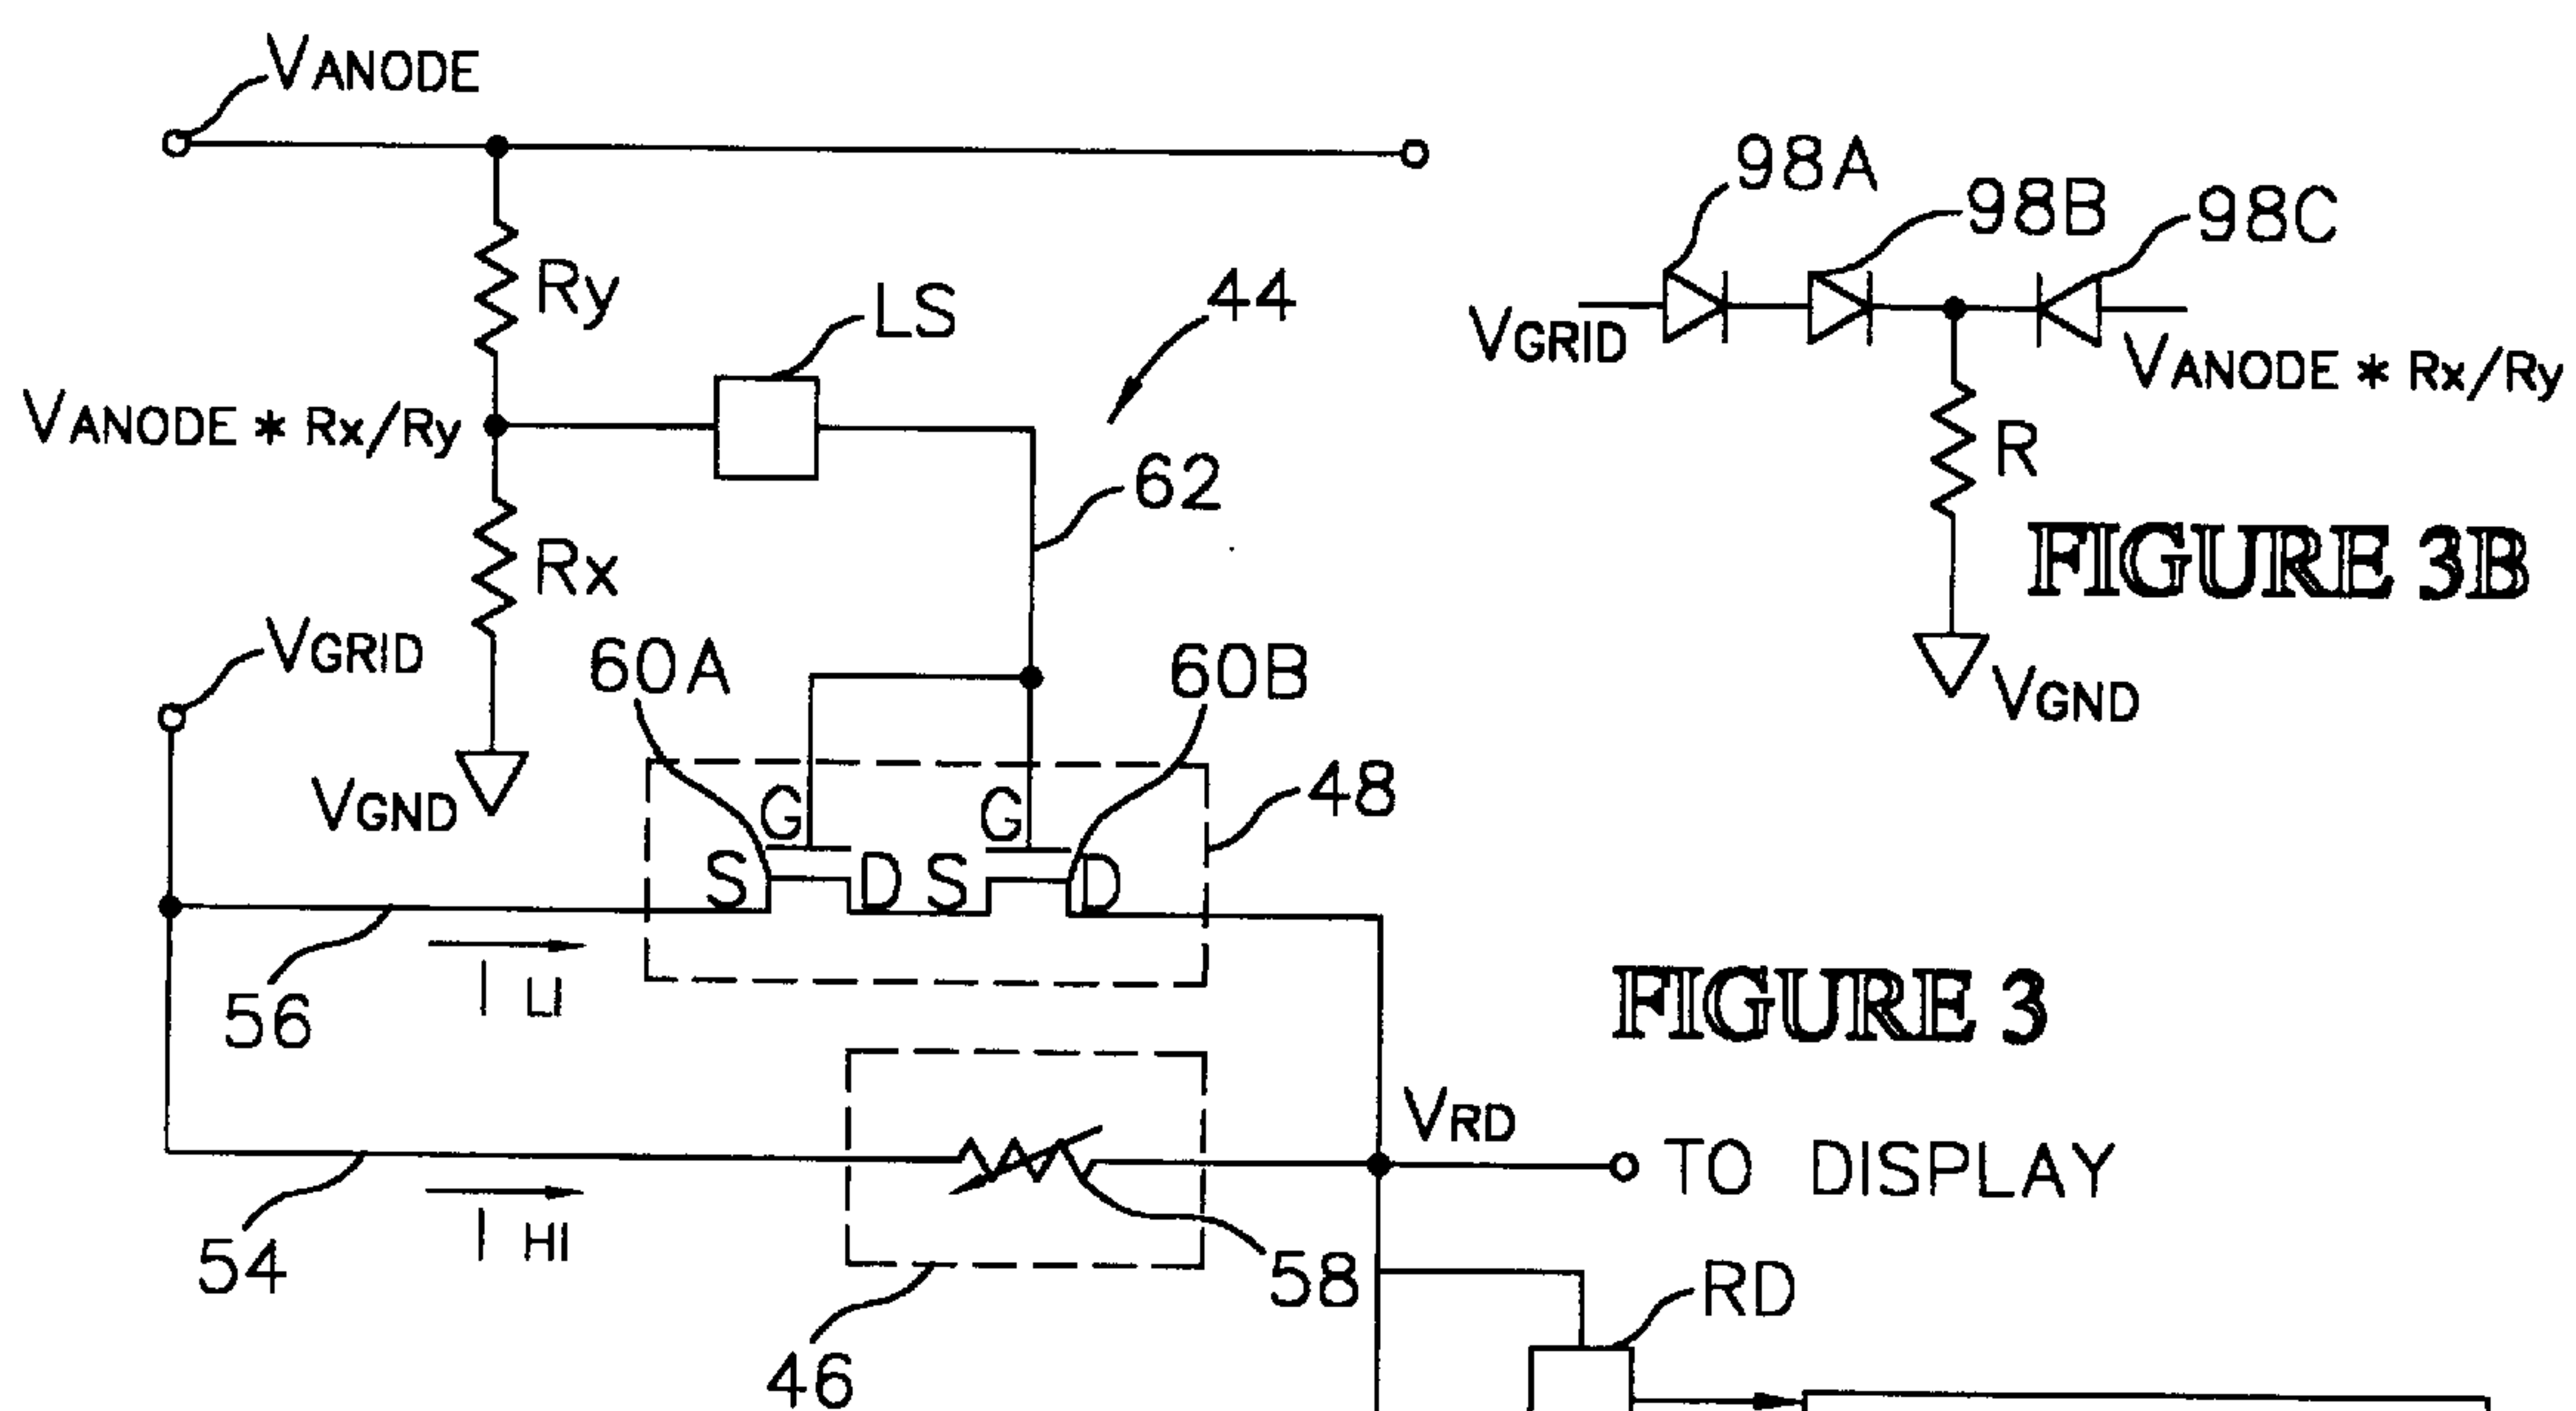 VANODE
98A
98B
98C
Ry
LS
44
VGRID
VANODE * Rx/Ry
VANODE * Rx/Ry
62
R
FIGURE 3B
Rx
VGRID
60A
60B
VGND
VGND
48
G
G
S
D
S
D
56
I LI
FIGURE 3
VRD
TO DISPLAY
54
I HI
58
RD
46